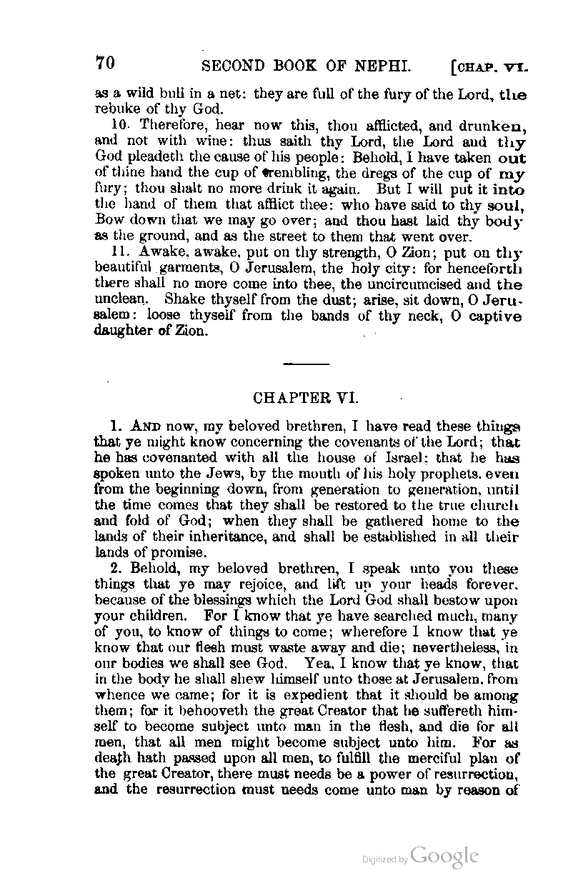 70 SECOND BOOK OF NEPHI. [CHAP. VI.
as a wild bull in a net: they are full of the fury of the Lord, the
rebuke of thy God.
10. Therefore, hear now this, thou afflicted, and drunken,
and not with wine: thus saith thy Lord, the Lord and thy
God pleadeth the cause of his people: Behold, I have taken out
of thine hand the cup of trembling, the dregs of the cup of my
fury; thou shalt no more drink it again. But I will put it into
the hand of them that afflict thee: who have said to thy soul,
Bow down that we may go over; and thou hast laid thy body
as the ground, and as the street to them that went over.
11. Awake, awake, put on thy strength, O Zion; put on thy
beautiful garments, O Jerusalem, the holy city: for henceforth
there shall no more come into thee, the uncircumcised and the
unclean. Shake thyself from the dust; arise, sit down, O Jeru-
salem: loose thyself from the bands of thy neck, O captive
daughter of Zion.
CHAPTER VI.
1. AND now, my beloved brethren, I have read these things
that ye might know concerning the covenants of the Lord; that
he has covenanted with all the house of Israel; that he has
spoken unto the Jews, by the mouth of his holy prophets, even
from the beginning down, from generation to generation, until
the time comes that they shall be restored to the true church
and fold of God; when they shall be gathered home to the
lands of their inheritance, and shall be established in all their
lands of promise.
2. Behold, my beloved brethren, I speak unto you these
things that ye may rejoice, and lift up your heads forever,
because of the blessings which the Lord God shall bestow upon
your children. For I know that ye have searched much, many
of you, to know of things to come; wherefore I know that ye
know that our flesh must waste away and die; nevertheless, in
our bodies we shall see God. Yea, I know that ye know, that
in the body he shall shew himself unto those at Jerusalem, from
whence we came; for it is expedient that it should be among
them; for it behooveth the great Creator that he suffereth him-
self to become subject unto man in the flesh, and die for all
men, that all men might become subject unto him. For as
death hath passed upon all men, to fulfill the merciful plan of
the great Creator, there must needs be a power of resurrection,
and the resurrection must needs come unto man by reason of
Digitized by Google